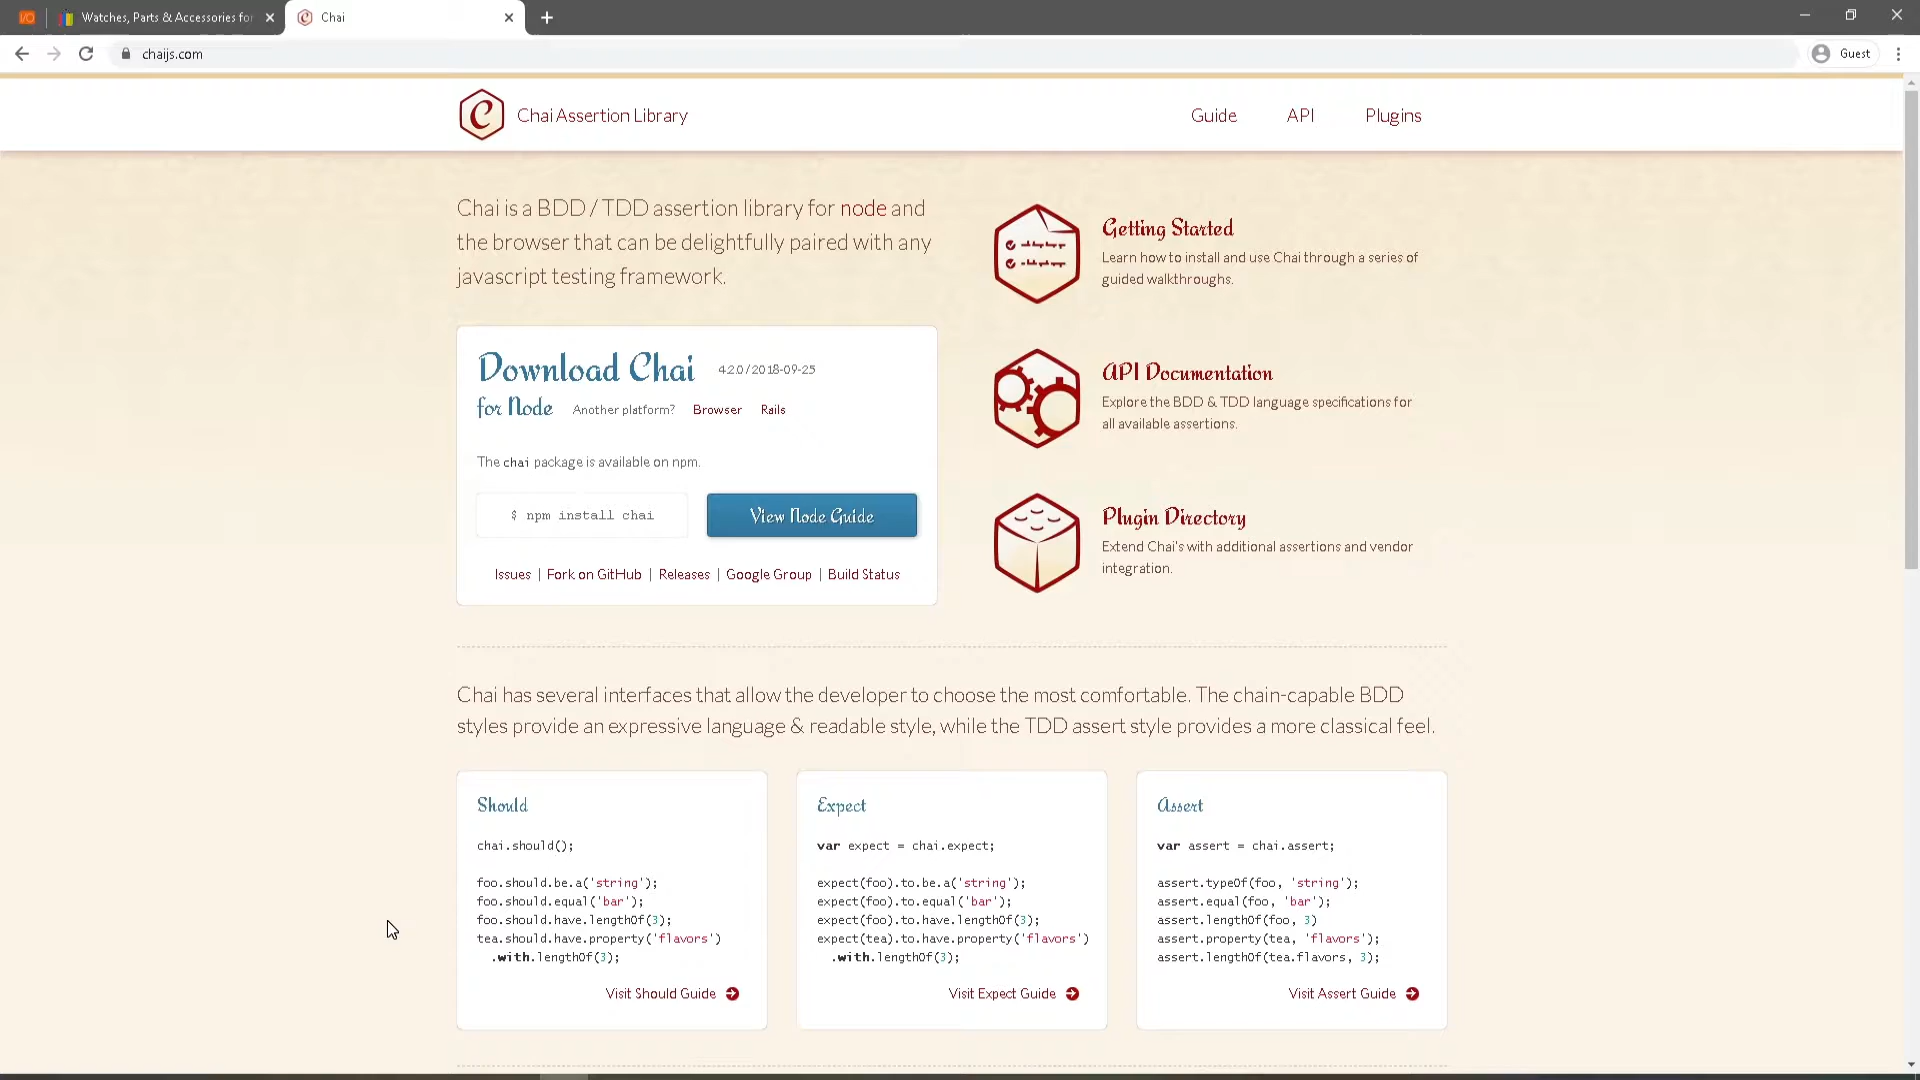 Watches, Parts & Accessories for
Chai
chaijs.com
Guest
Chai Assertion Library
Guide
API
Plugins
Chai is a BDD / TDD assertion library for node and
the browser that can be delightfully paired with any
javascript testing framework.
Download Chai
4.2.0 / 2018-09-25
for Node
Another platform?
Browser
Rails
The chai package is available on npm.
$ npm install chai
View Node Guide
Issues | Fork on GitHub | Releases | Google Group | Build Status
Getting Started
Learn how to install and use Chai through a series of
guided walkthroughs.
API Documentation
Explore the BDD & TDD language specifications for
all available assertions.
Plugin Directory
Extend Chai's with additional assertions and vendor
integration.
Chai has several interfaces that allow the developer to choose the most comfortable. The chain-capable BDD
styles provide an expressive language & readable style, while the TDD assert style provides a more classical feel.
Should
chai.should();
foo.should.be.a('string');
foo.should.equal('bar');
foo.should.have.lengthOf(3);
tea.should.have.property('flavors')
.with.lengthOf(3);
Visit Should Guide
Expect
var expect = chai.expect;
expect(foo).to.be.a('string');
expect(foo).to.equal('bar');
expect(foo).to.have.lengthOf(3);
expect(tea).to.have.property('flavors')
.with.lengthOf(3);
Visit Expect Guide
Assert
var assert = chai.assert;
assert.typeOf(foo, 'string');
assert.equal(foo, 'bar');
assert.lengthOf(foo, 3)
assert.property(tea, 'flavors');
assert.lengthOf(tea.flavors, 3);
Visit Assert Guide